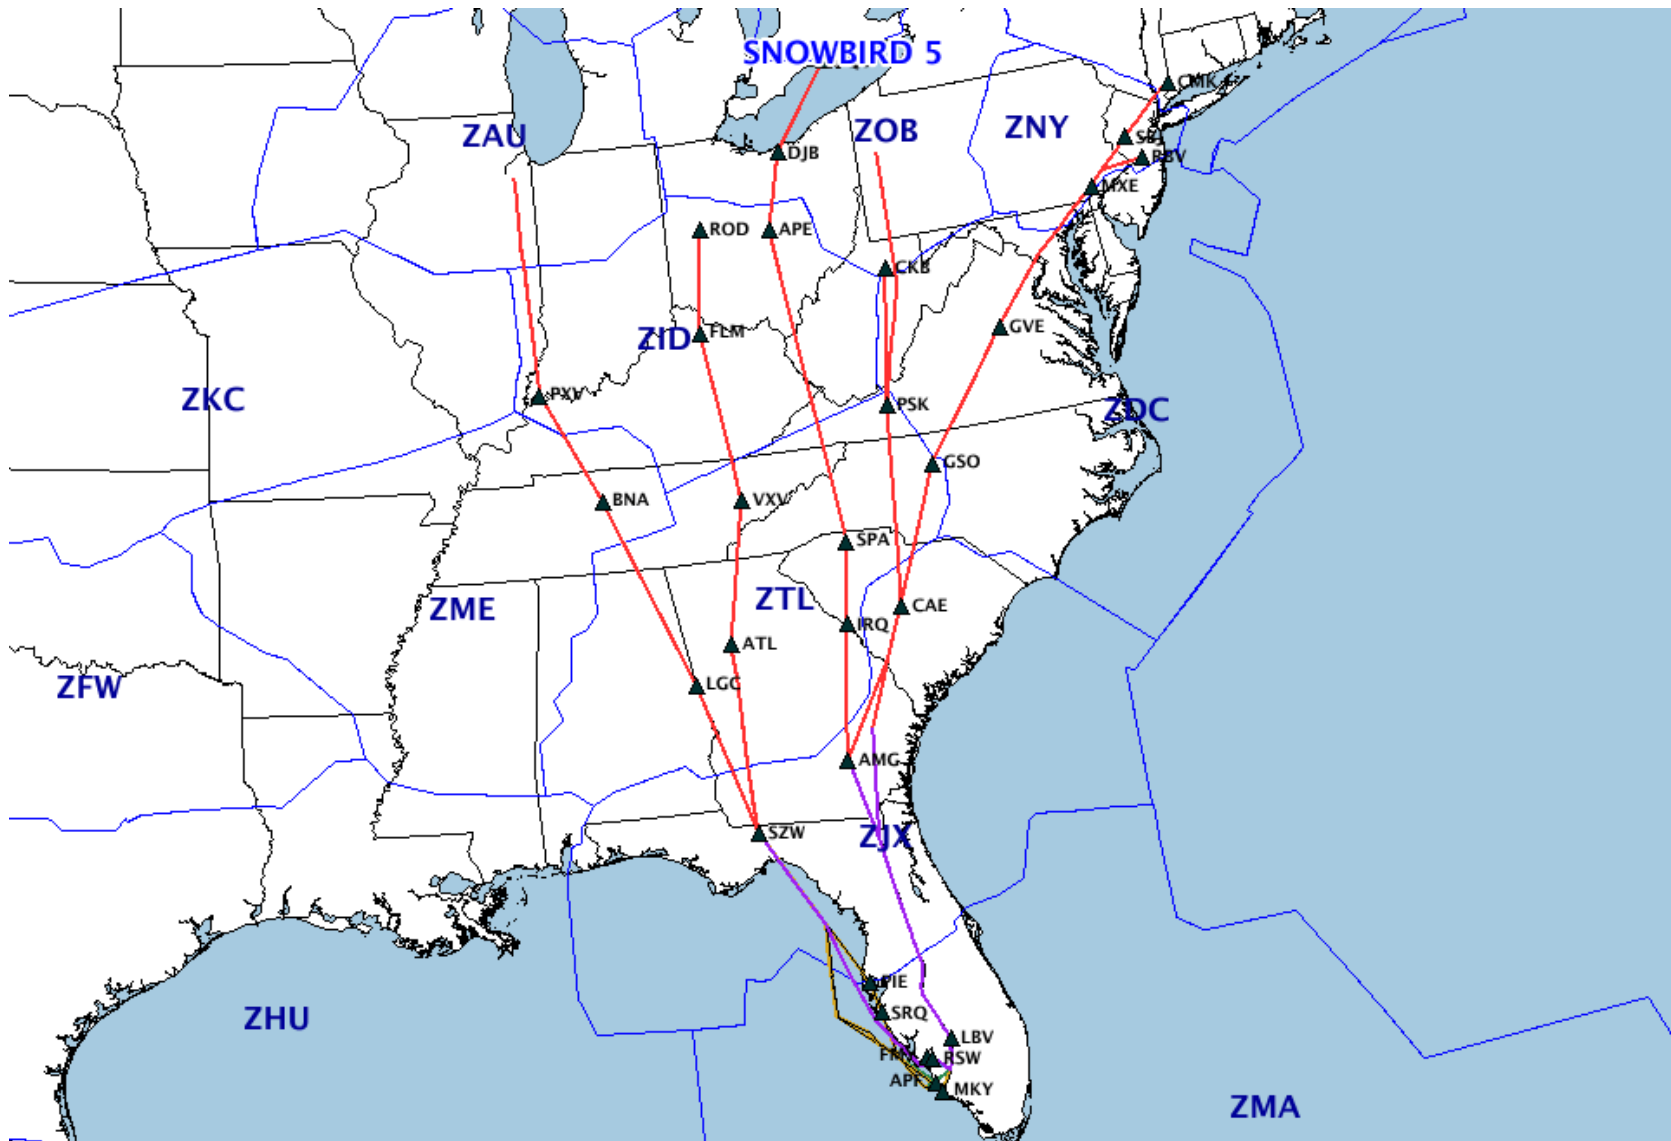 SNOWBIRD 5
CMK
ZAU
ZOB
ZNY
SBJ
DJB
RBV
MXE
ROD
APE
CKB
GVE
ZID
FLM
PXV
ZKC
PSK
ZDC
GSO
BNA
VXV
SPA
ZTL
ZME
CAE
IRQ
ATL
ZFW
LGC
AMG
SZW
ZJX
PIE
SRQ
ZHU
LBV
RSW
APF
MKY
ZMA